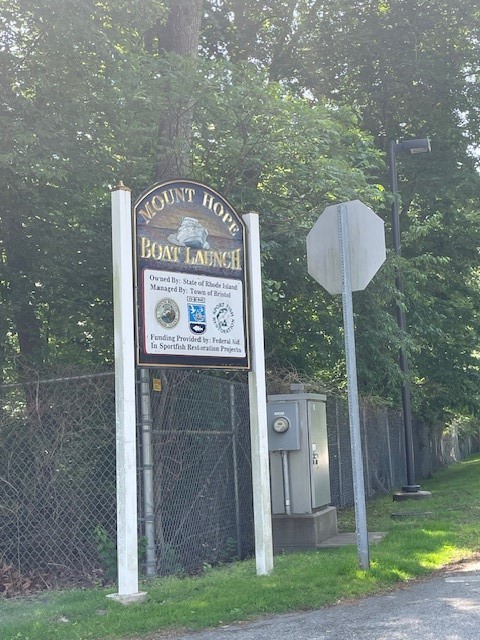 MOUNT HOPE
BOAT LAUNCH
Owned By: State of Rhode Island
Managed By: Town of Bristol
Funding Provided by: Federal Aid
In Sportfish Restoration Projects